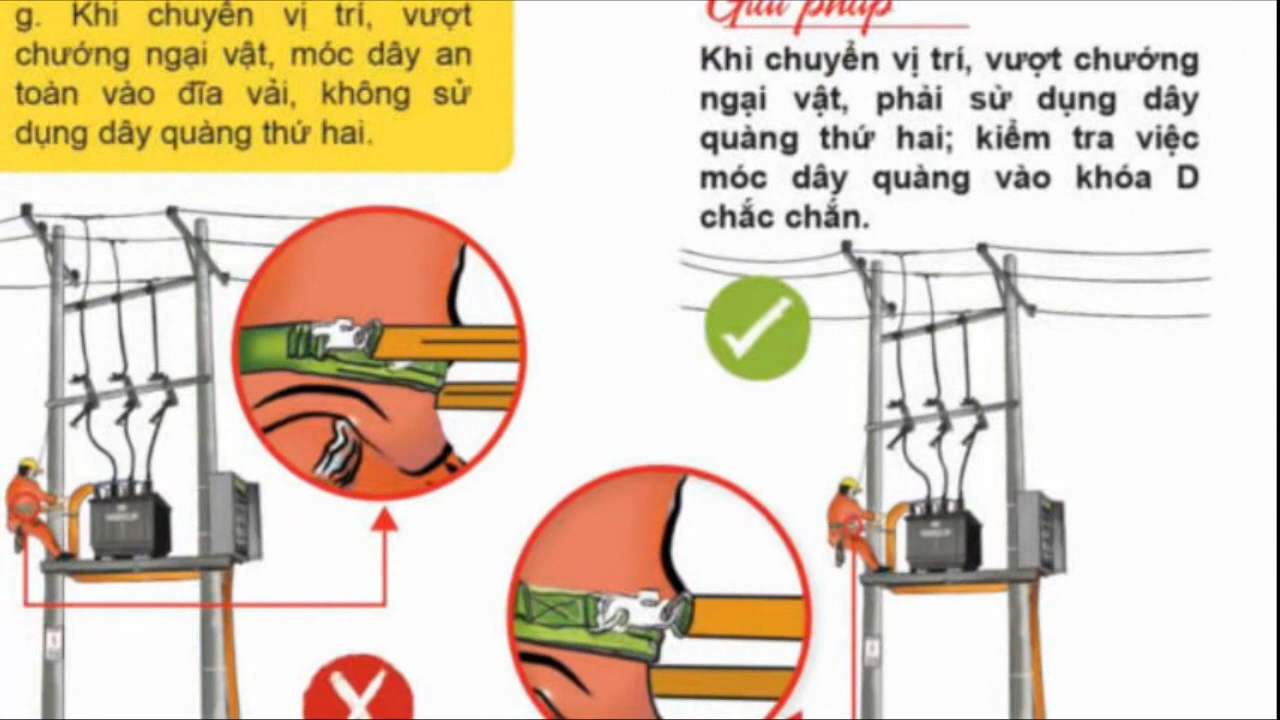 g. Khi chuyển vị trí, vượt
chướng ngại vật, móc dây an
toàn vào đĩa vải, không sử
dụng dây quàng thứ hai.
Giải pháp
Khi chuyển vị trí, vượt chướng
ngại vật, phải sử dụng dây
quàng thứ hai; kiểm tra việc
móc dây quàng vào khóa D
chắc chắn.